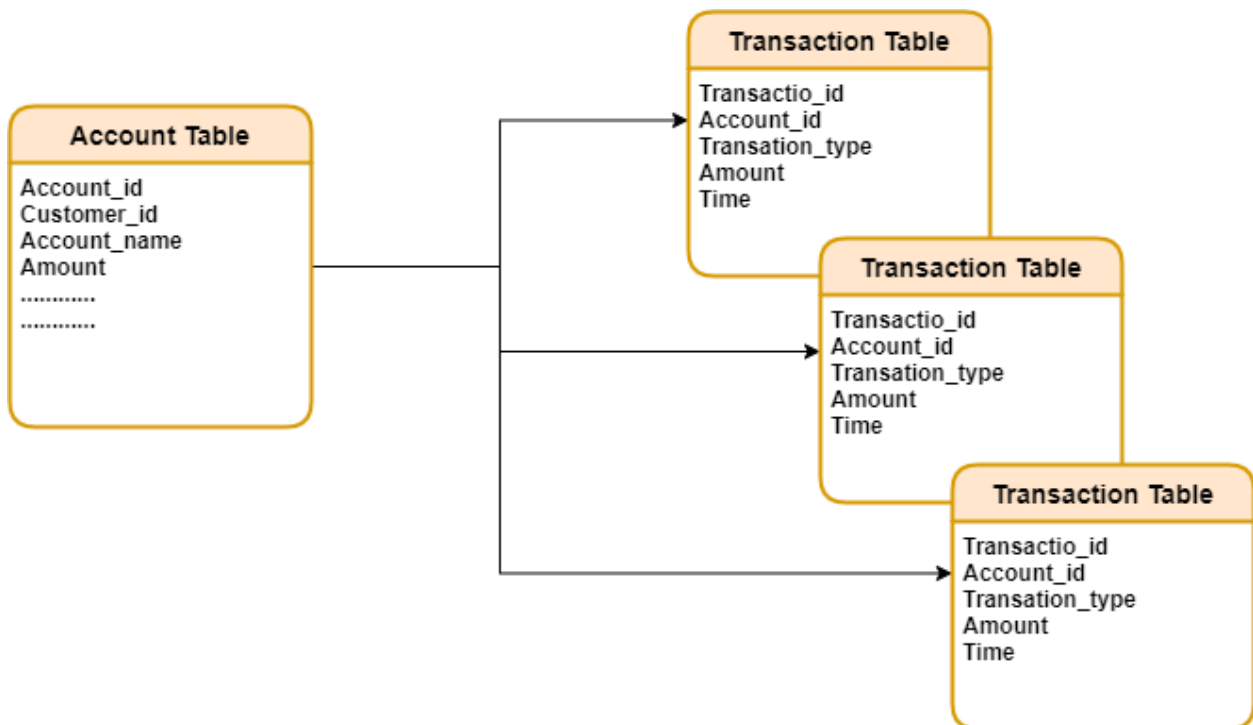 Account Table
Account_id
Customer_id
Account_name
Amount
............
............
Transaction Table
Transactio_id
Account_id
Transation_type
Amount
Time
Transaction Table
Transactio_id
Account_id
Transation_type
Amount
Time
Transaction Table
Transactio_id
Account_id
Transation_type
Amount
Time